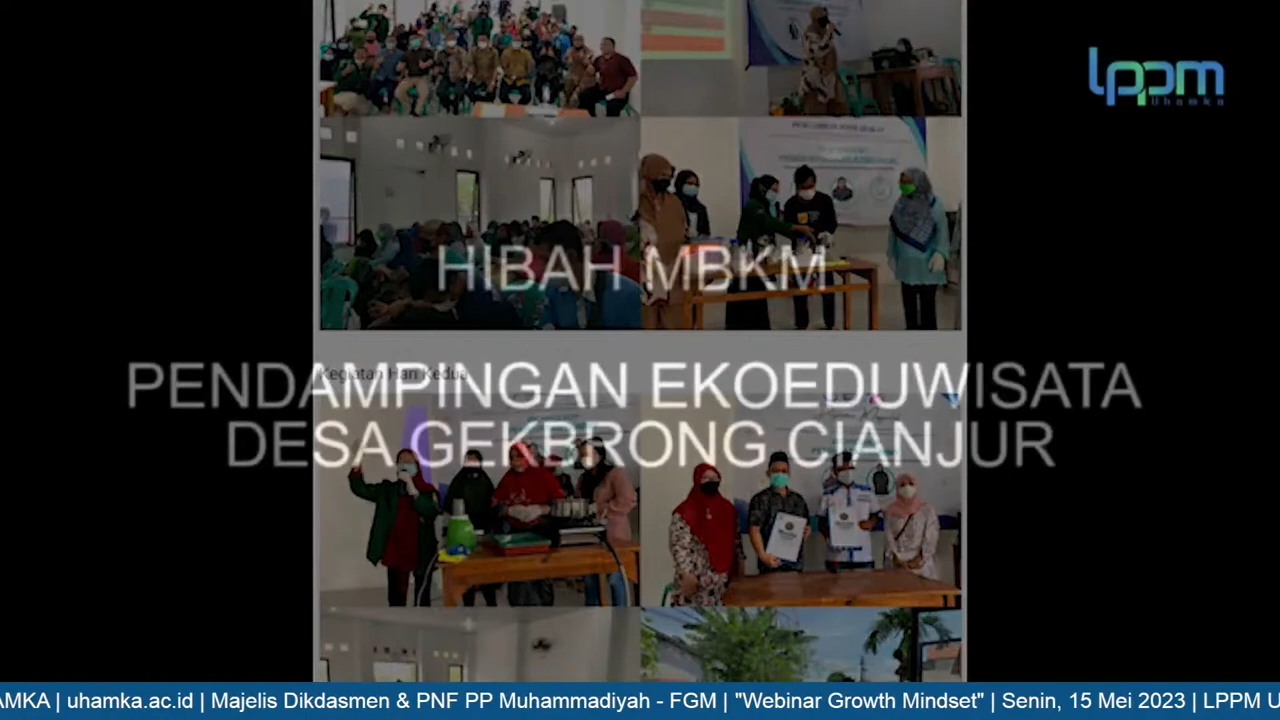 lppm
Uhamka
HIBAH MBKM
Kegiatan Hari Kedua
PENDAMPINGAN EKOEDUWISATA
DESA GEKBRONG CIANJUR
AMKA | uhamka.ac.id | Majelis Dikdasmen & PNF PP Muhammadiyah - FGM | "Webinar Growth Mindset" | Senin, 15 Mei 2023 | LPPM U